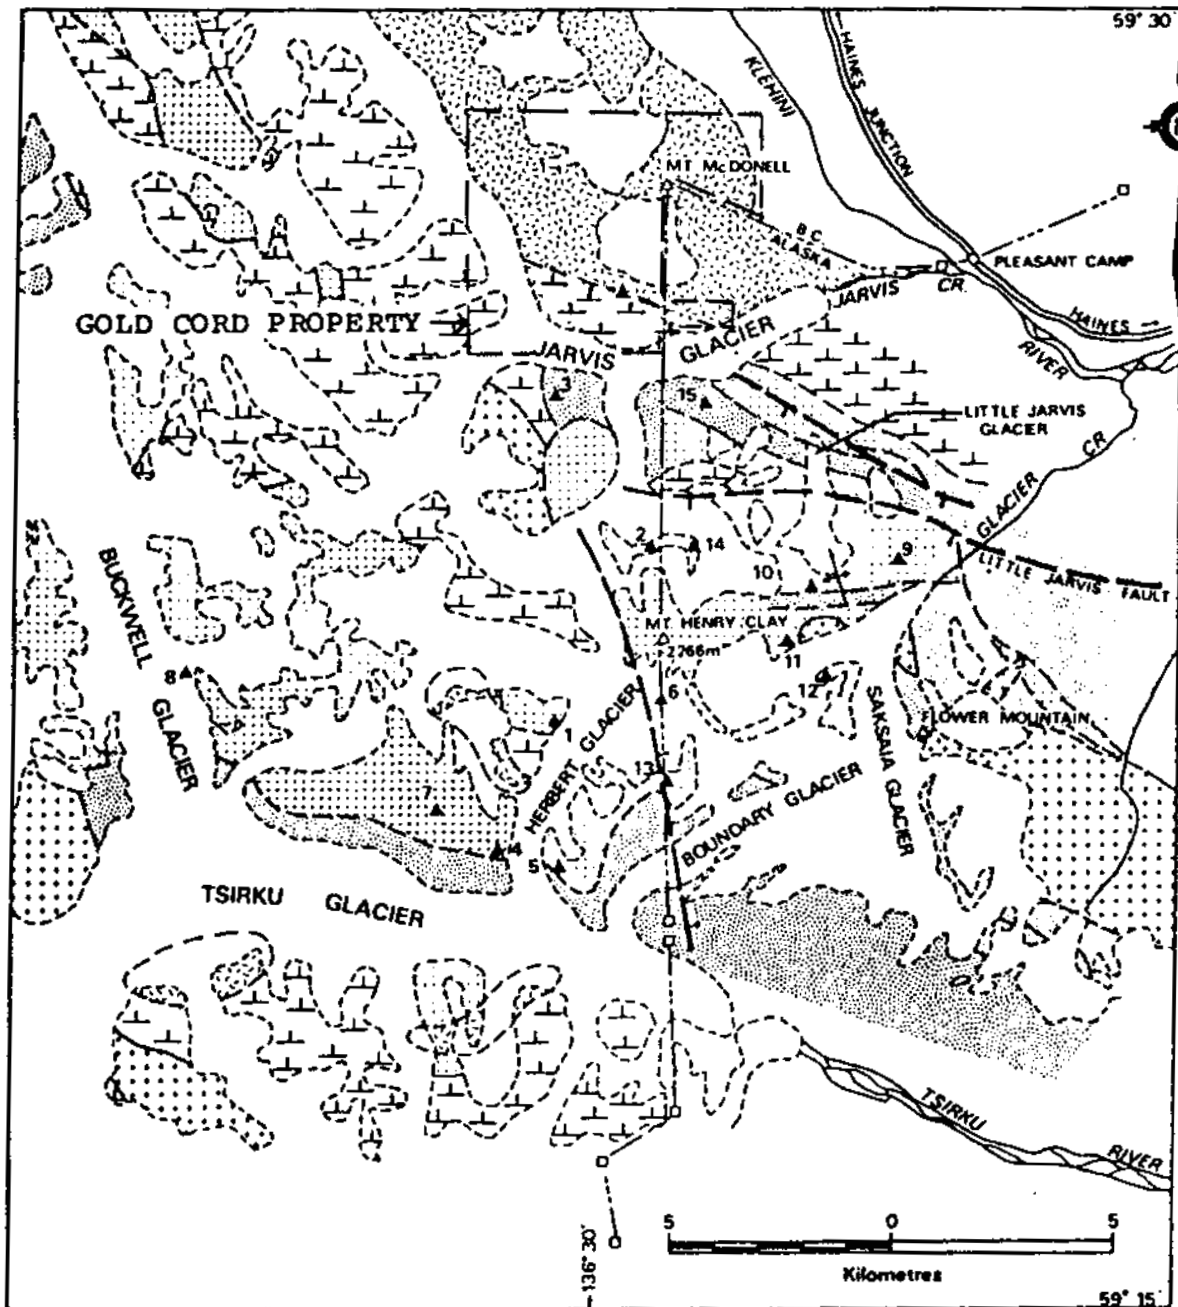 59° 30'
KLEHINI
HAINES JUNCTION
MT McDONELL
B.C.
ALASKA
PLEASANT CAMP
JARVIS CR.
GOLD CORD PROPERTY
JARVIS GLACIER
HAINES
RIVER
3
15
LITTLE JARVIS
GLACIER
GLACIER CR
2
14
9
10
LITTLE JARVIS FAULT
BUCKWELL GLACIER
MT. HENRY CLAY
2766m
11
8
12
6
SAKSAIA GLACIER
FLOWER MOUNTAIN
1
HERBERT GLACIER
13
7
BOUNDARY GLACIER
4
5
TSIRKU GLACIER
TSIRKU RIVER
136° 30'
5 0 5
Kilometres
59° 15'